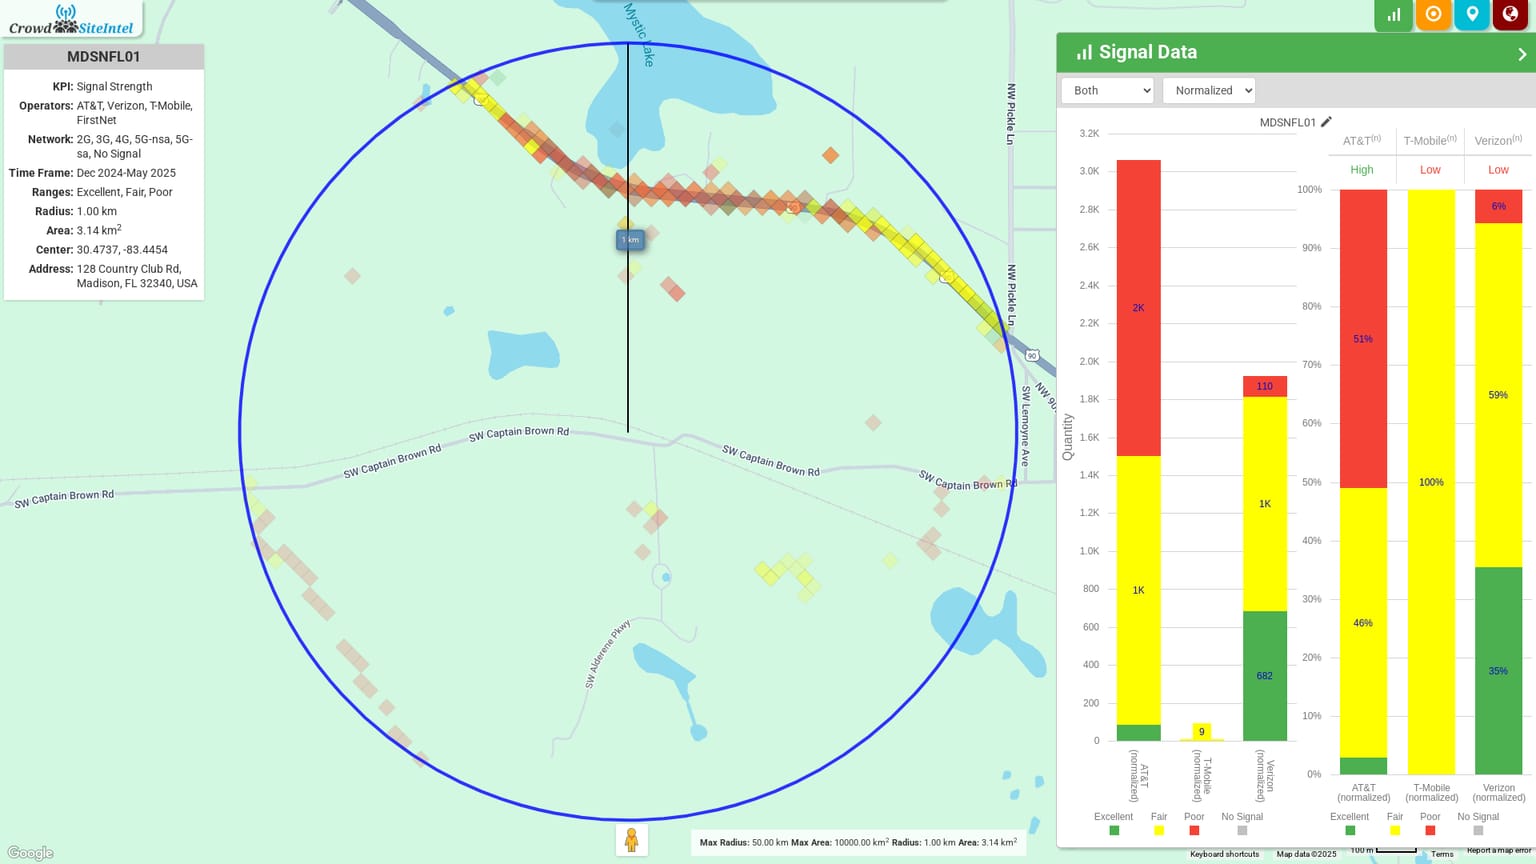 Crowd SiteIntel
MDSNFL01
KPI: Signal Strength
Operators: AT&T, Verizon, T-Mobile,
FirstNet
Network: 2G, 3G, 4G, 5G-nsa, 5G-
sa, No Signal
Time Frame: Dec 2024-May 2025
Ranges: Excellent, Fair, Poor
Radius: 1.00 km
Area: 3.14 km²
Center: 30.4737, -83.4454
Address: 128 Country Club Rd,
Madison, FL 32340, USA
Mystic Lake
1 km
NW Pickle Ln
NW Pickle Ln
90
SW Lemoyne Ave
SW Captain Brown Rd
SW Captain Brown Rd
SW Captain Brown Rd
SW Captain Brown Rd
SW Captain Brown Rd
SW Alderene Pkwy
Google
Max Radius: 50.00 km Max Area: 10000.00 km² Radius: 1.00 km Area: 3.14 km²
Signal Data
Both
Normalized
MDSNFL01
Quantity
3.2K
3.0K
2.8K
2.6K
2.4K
2.2K
2.0K
1.8K
1.6K
1.4K
1.2K
1.0K
800
600
400
200
0
2K
1K
9
110
1K
682
AT&T
(normalized)
T-Mobile
(normalized)
Verizon
(normalized)
Excellent Fair Poor No Signal
AT&T(n) T-Mobile(n) Verizon(n)
High Low Low
100%
90%
80%
70%
60%
50%
40%
30%
20%
10%
0%
51%
46%
100%
6%
59%
35%
AT&T
(normalized)
T-Mobile
(normalized)
Verizon
(normalized)
Excellent Fair Poor No Signal
Keyboard shortcuts Map data ©2025 100 m Terms Report a map error